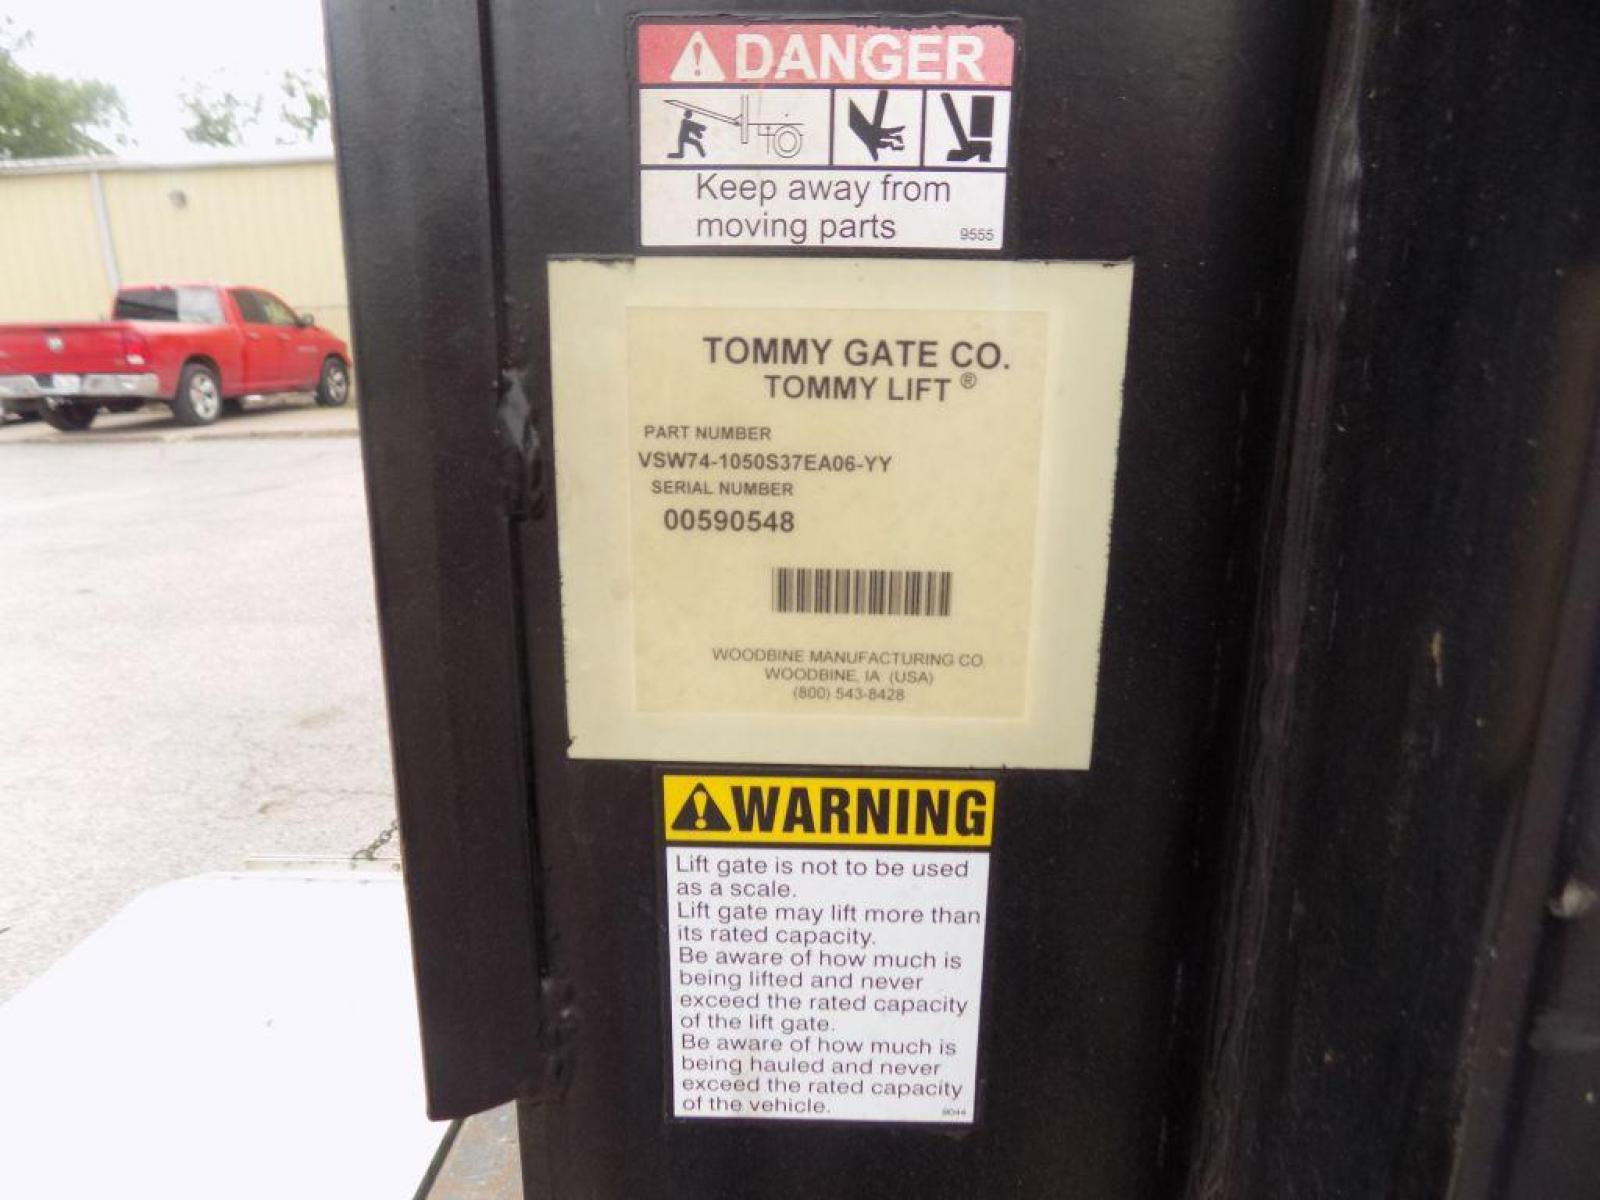 DANGER
Keep away from
moving parts
9555
TOMMY GATE CO.
TOMMY LIFT ®
PART NUMBER
VSW74-1050S37EA06-YY
SERIAL NUMBER
00590548
WOODBINE MANUFACTURING CO
WOODBINE, IA (USA)
(800) 543-8428
WARNING
Lift gate is not to be used
as a scale.
Lift gate may lift more than
its rated capacity.
Be aware of how much is
being lifted and never
exceed the rated capacity
of the lift gate.
Be aware of how much is
being hauled and never
exceed the rated capacity
of the vehicle.
9044